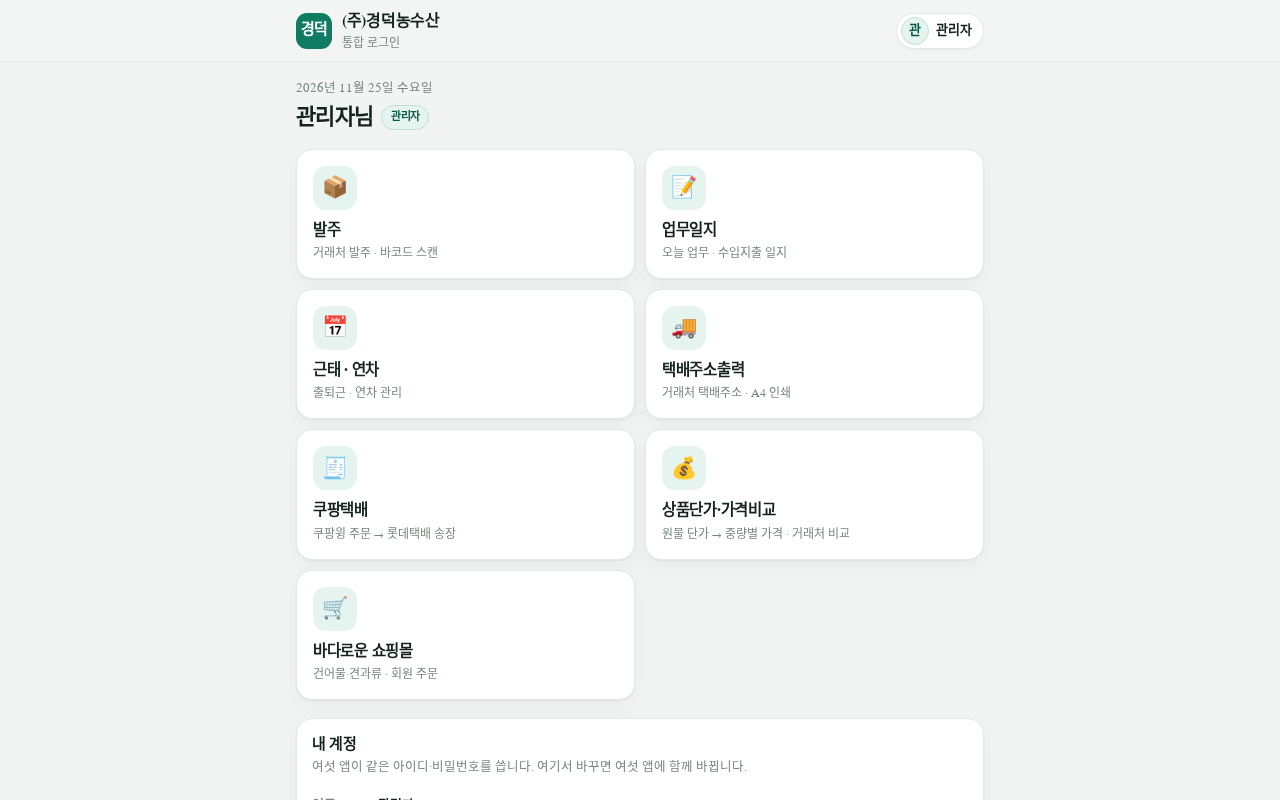 경덕
(주)경덕농수산
통합 로그인
관
관리자
2026년 11월 25일 수요일
관리자님
관리자
발주
거래처 발주 · 바코드 스캔
업무일지
오늘 업무 · 수입지출 일지
July
17
근태 · 연차
출퇴근 · 연차 관리
택배주소출력
거래처 택배주소 · A4 인쇄
쿠팡택배
쿠팡윙 주문 → 롯데택배 송장
$
상품단가·가격비교
원물 단가 → 중량별 가격 · 거래처 비교
바다로운 쇼핑몰
건어물·견과류 · 회원 주문
내 계정
여섯 앱이 같은 아이디·비밀번호를 씁니다. 여기서 바꾸면 여섯 앱에 함께 바뀝니다.